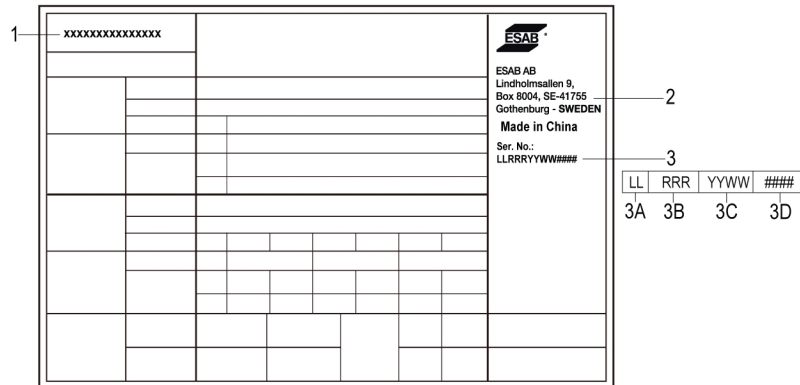 1
xxxxxxxxxxxxxxx
ESAB
ESAB AB
Lindholmsallen 9,
Box 8004, SE-41755
Gothenburg - SWEDEN
2
Made in China
Ser. No.:
LLRRRYYWW####
3
LL RRR YYWW ####
3A 3B 3C 3D